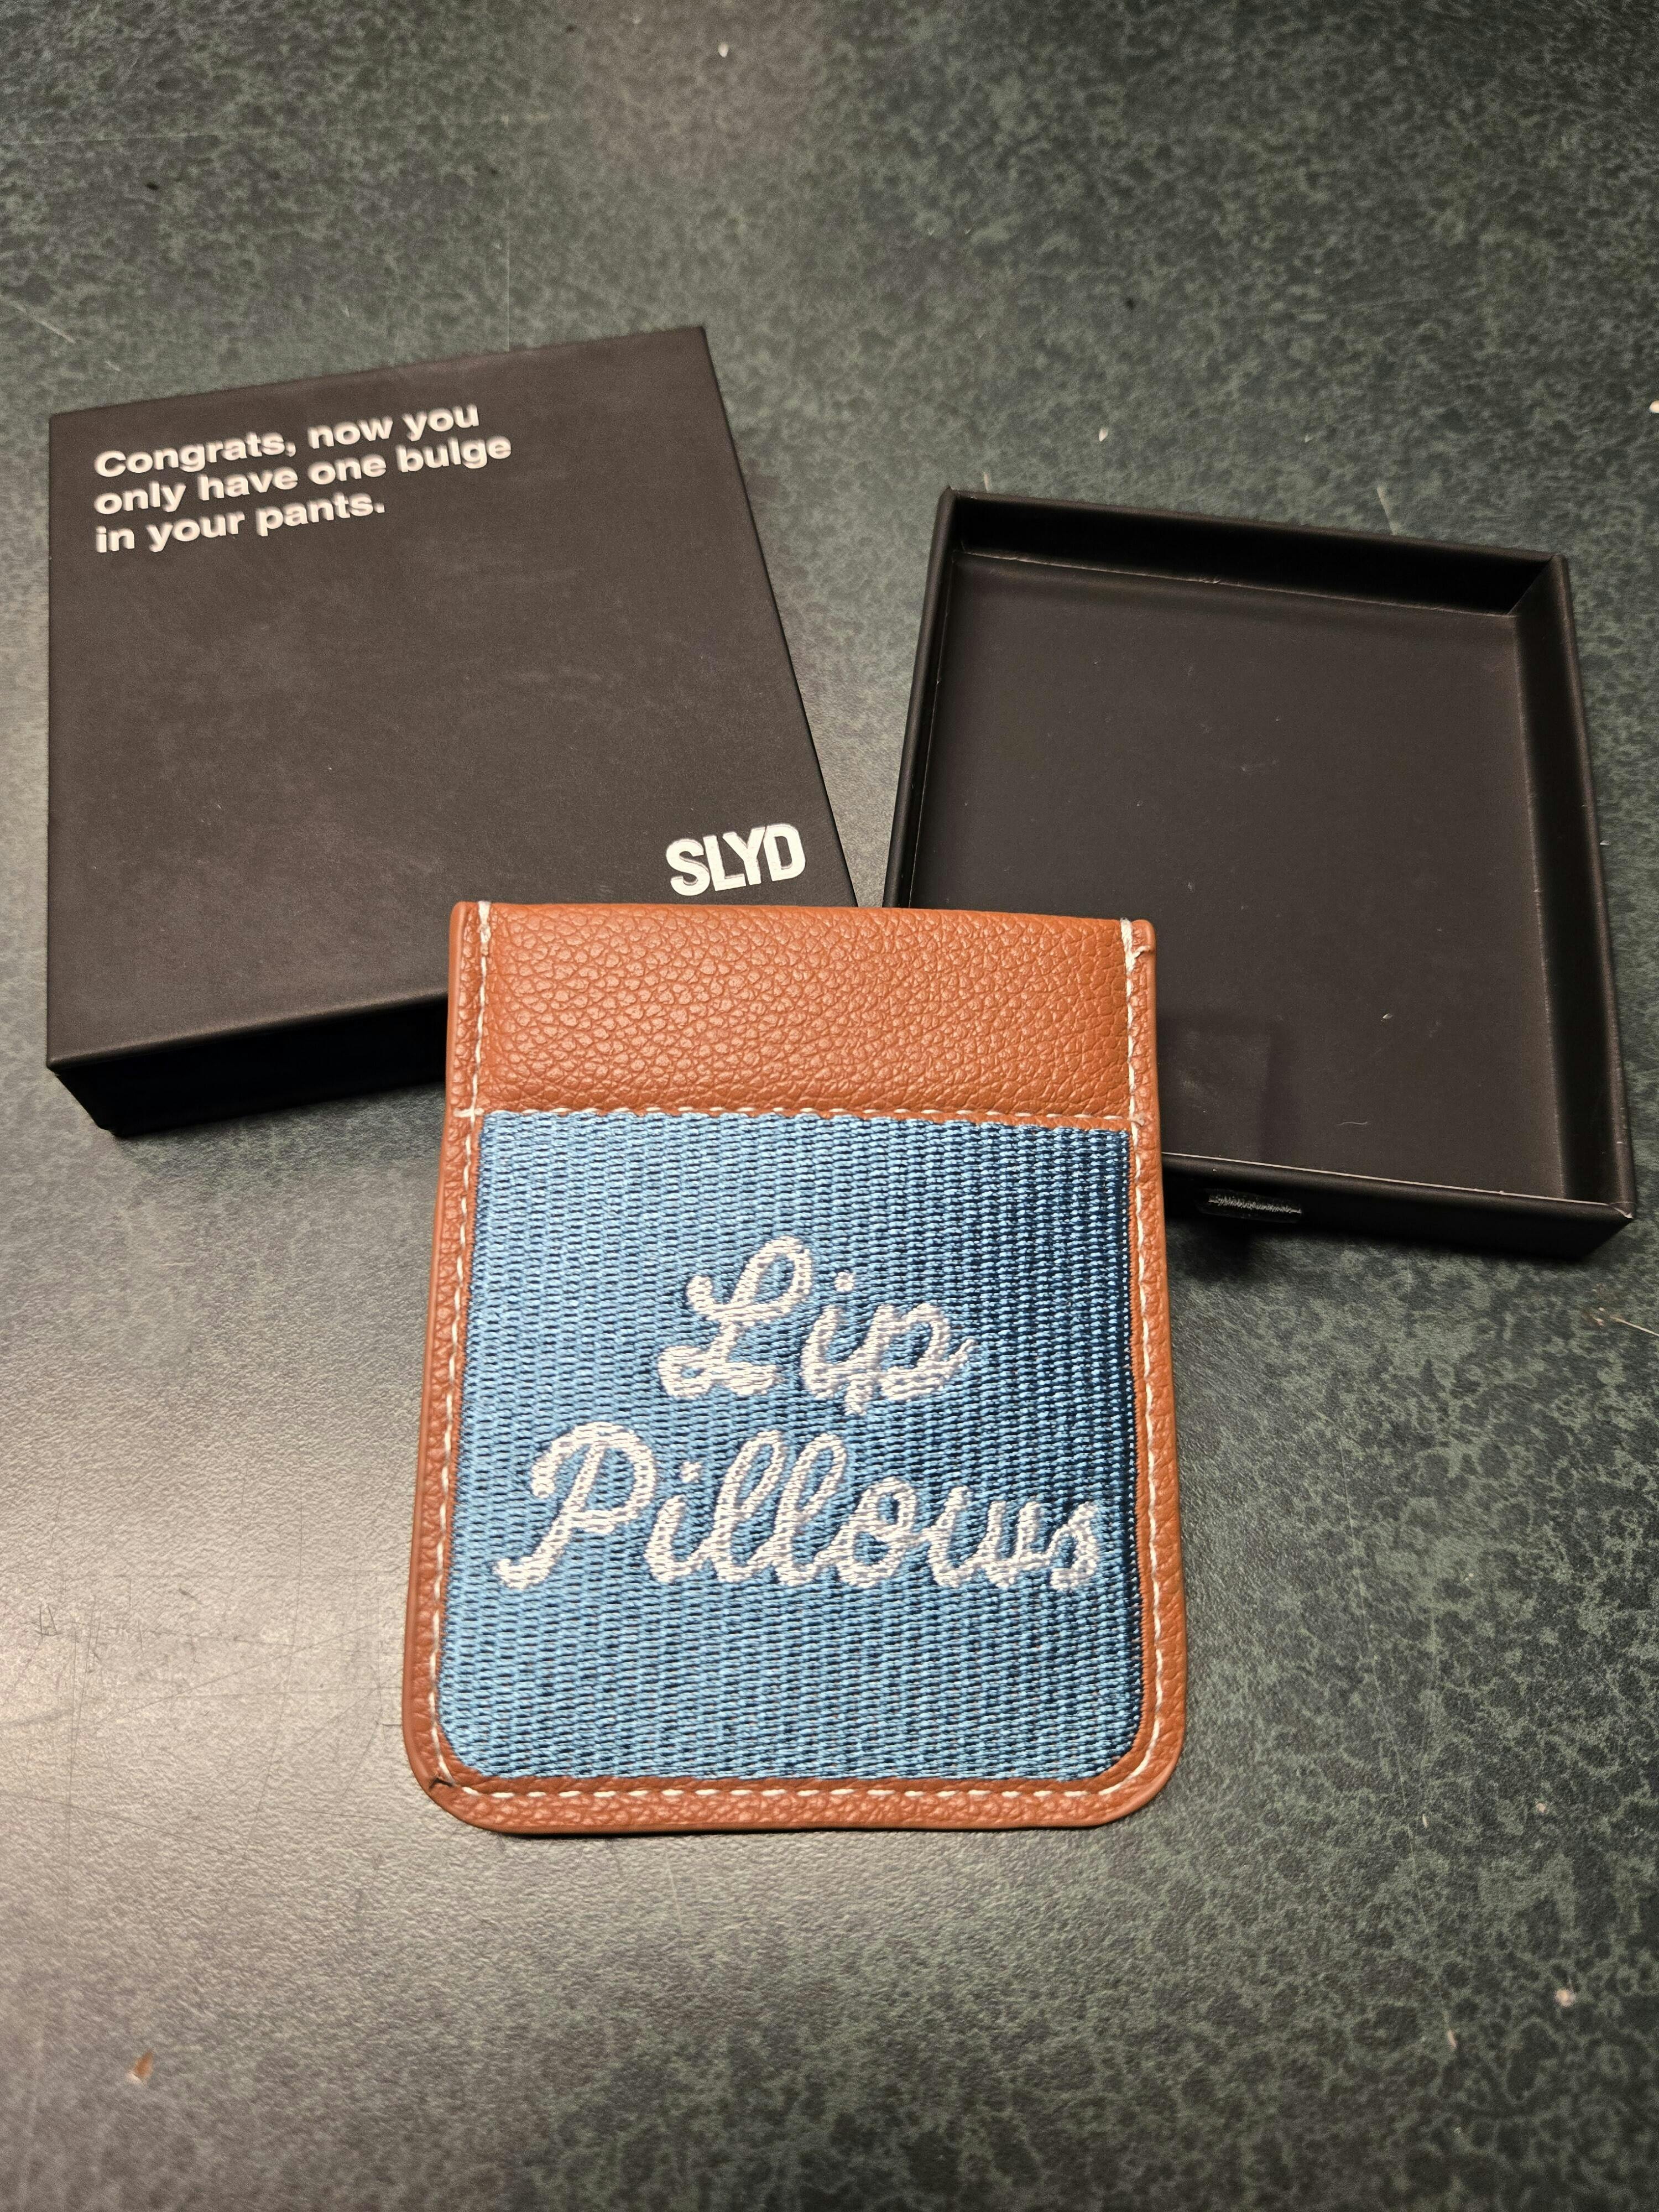 Congrats, now you
only have one bulge
in your pants.
SLYD
Lip
Pillows